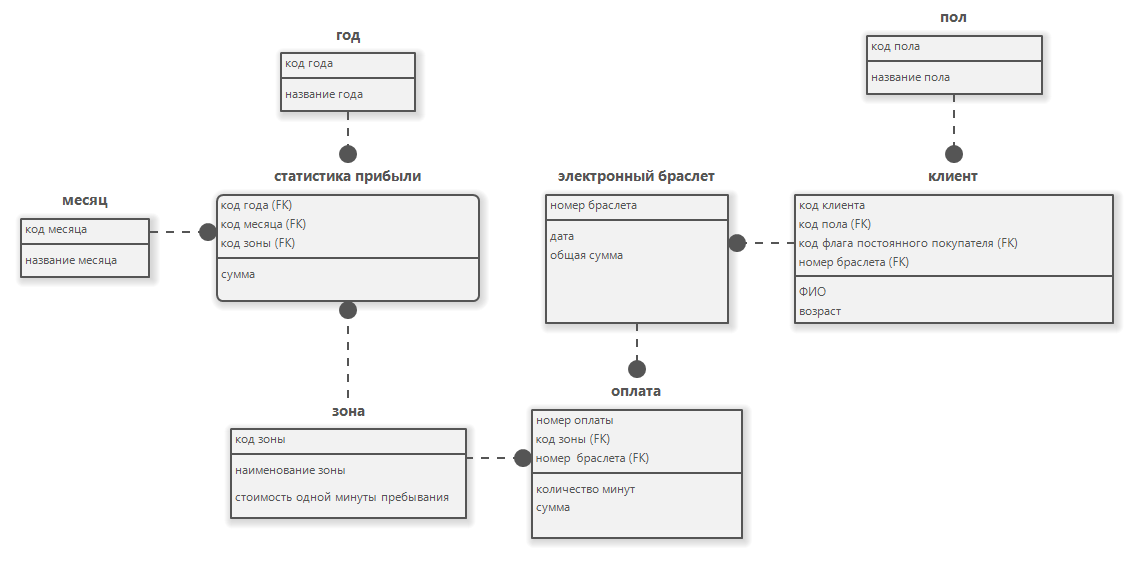 год
код года
название года
пол
код пола
название пола
месяц
код месяца
название месяца
статистика прибыли
код года (FK)
код месяца (FK)
код зоны (FK)
сумма
электронный браслет
номер браслета
дата
общая сумма
клиент
код клиента
код пола (FK)
код флага постоянного покупателя (FK)
номер браслета (FK)
ФИО
возраст
зона
код зоны
наименование зоны
стоимость одной минуты пребывания
оплата
номер оплаты
код зоны (FK)
номер браслета (FK)
количество минут
сумма